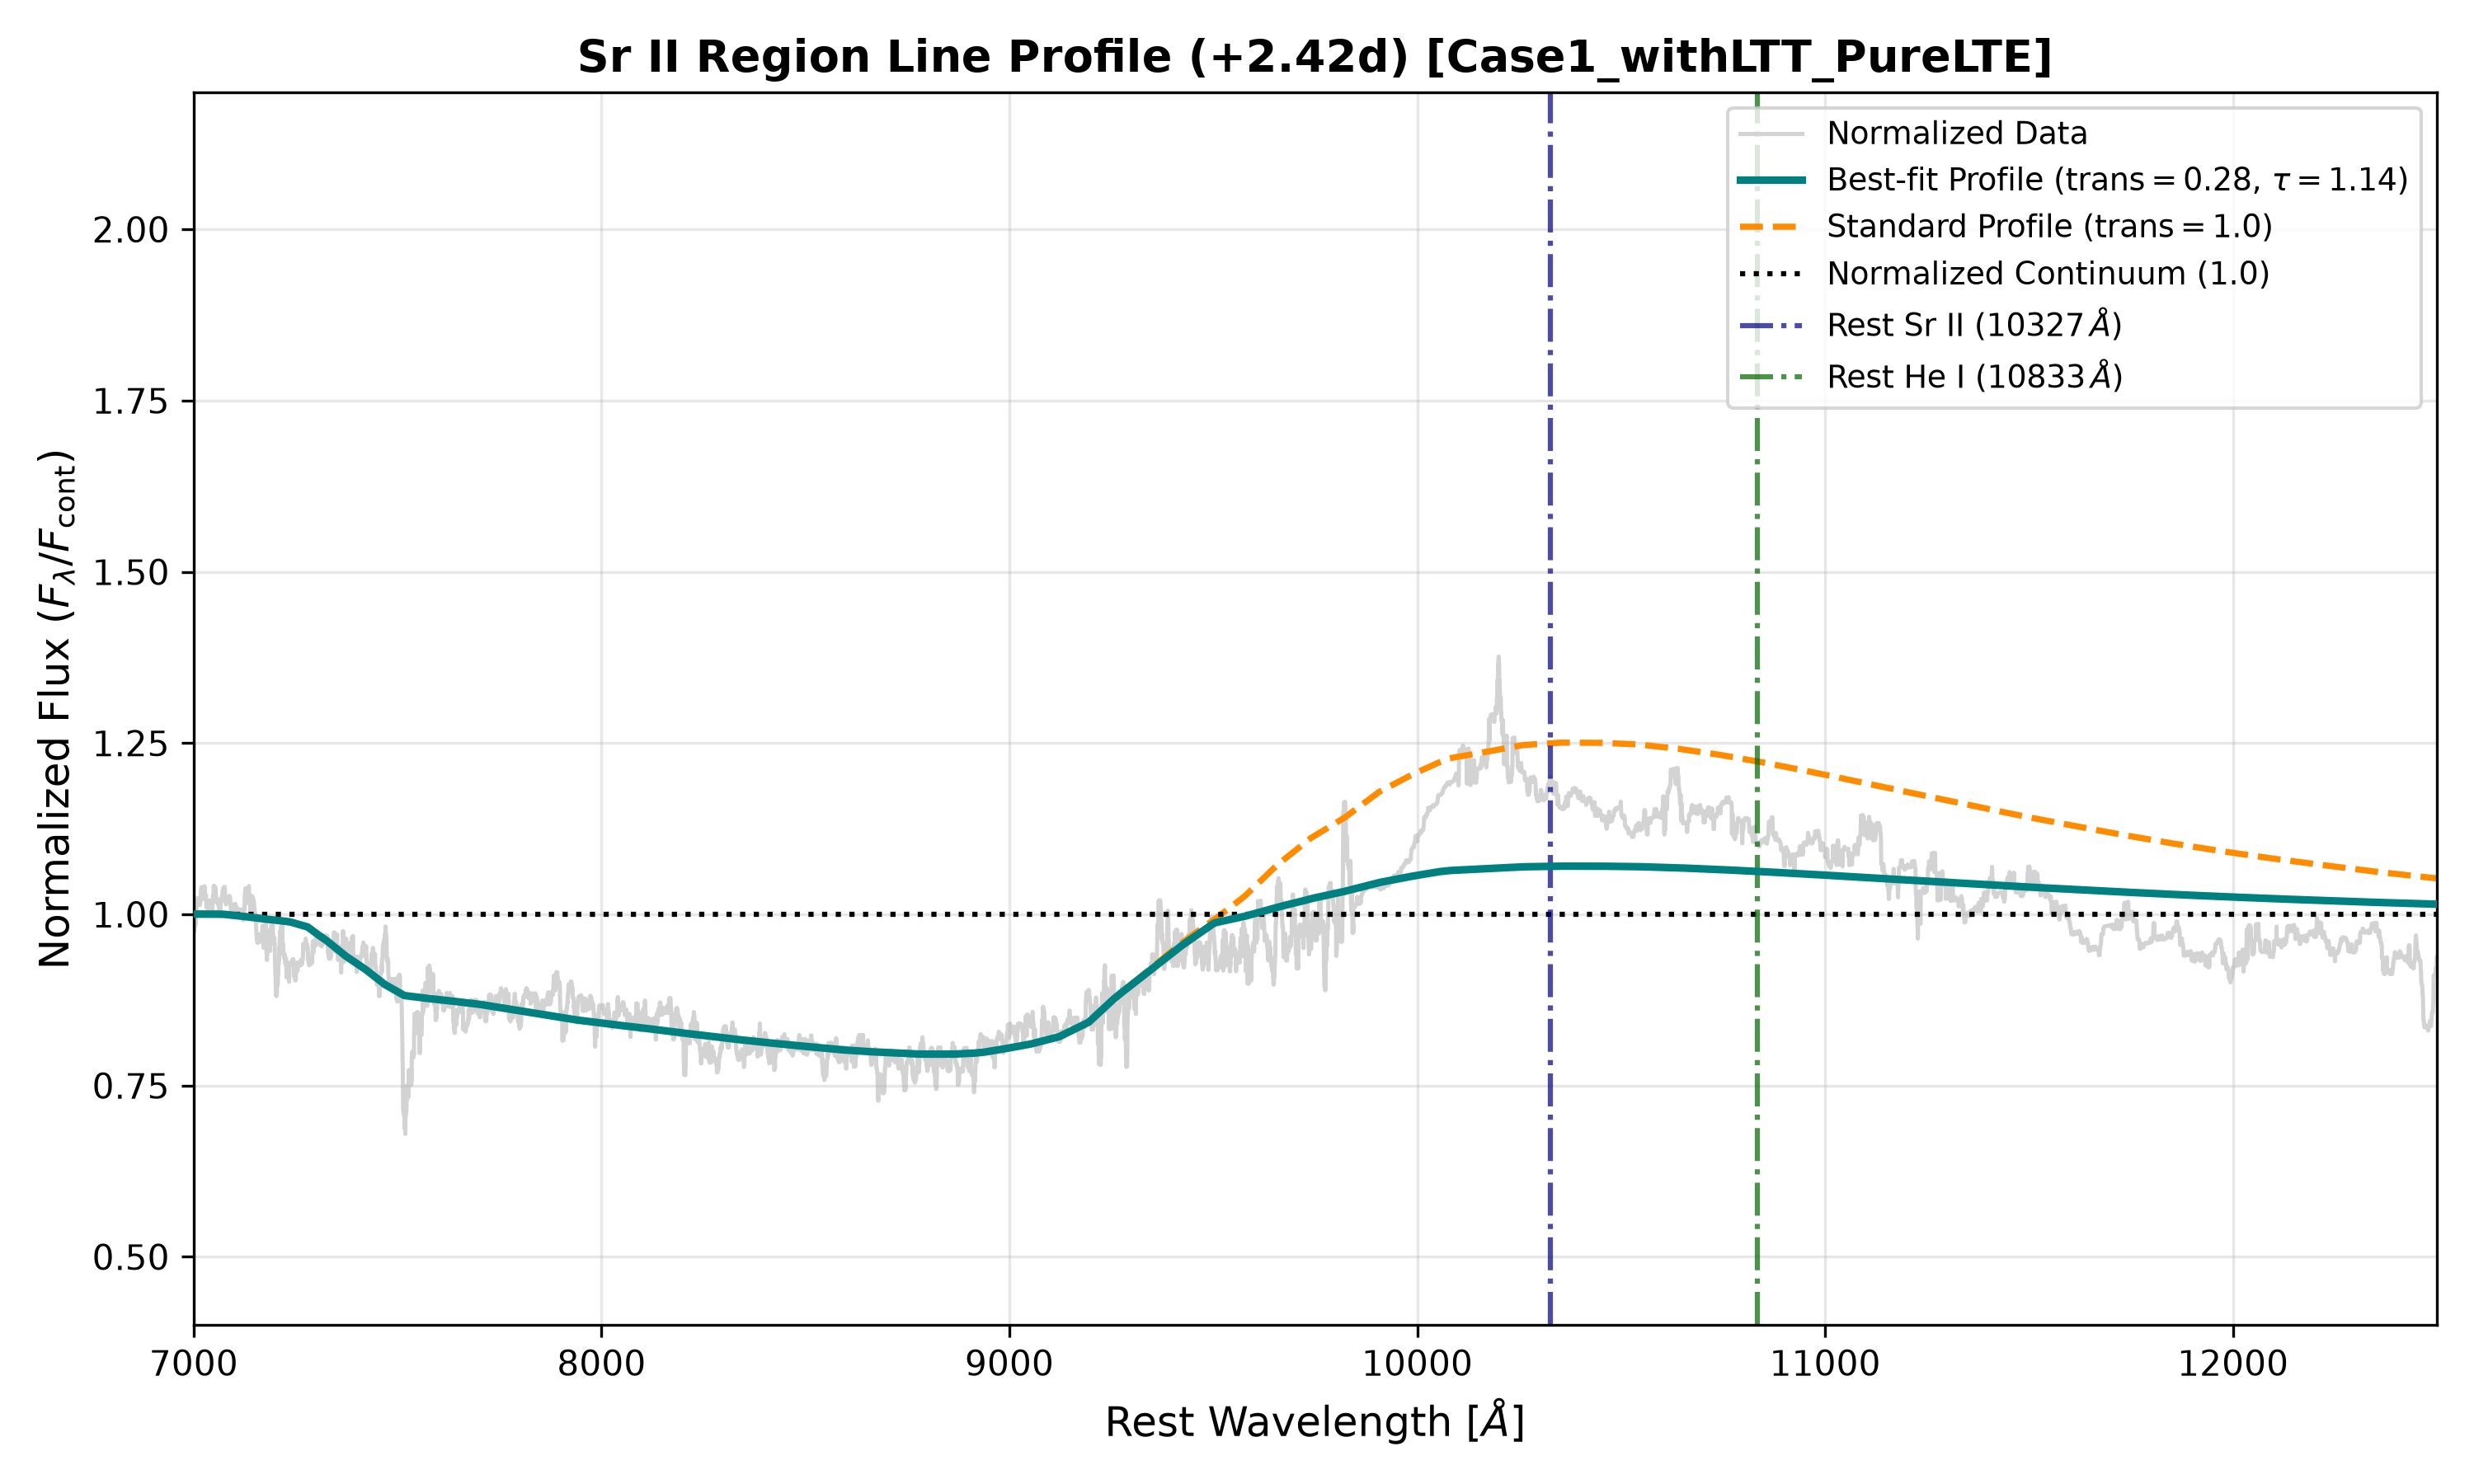 Sr II Region Line Profile (+2.42d) [Case1_withLTT_PureLTE]
Normalized Data
Best-fit Profile (trans = 0.28, τ = 1.14)
Standard Profile (trans = 1.0)
Normalized Continuum (1.0)
Rest Sr II (10327 Å)
Rest He I (10833 Å)
Normalized Flux (Fλ/Fcont)
2.00
1.75
1.50
1.25
1.00
0.75
0.50
7000 8000 9000 10000 11000 12000
Rest Wavelength [Å]